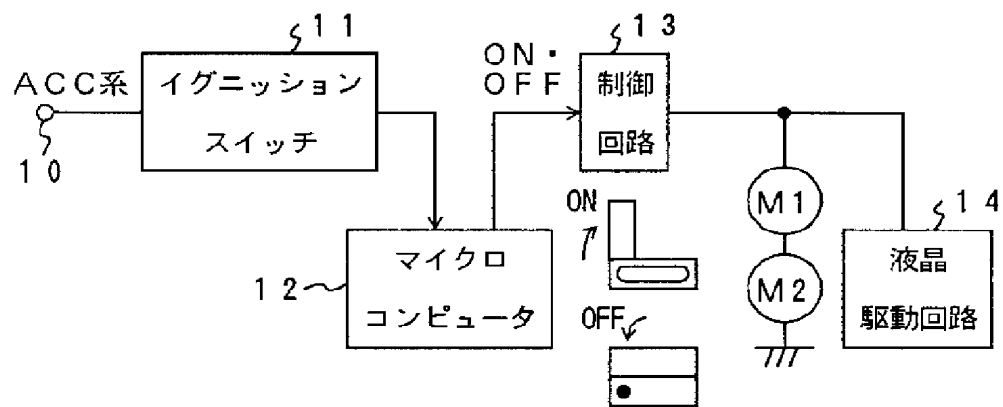 １１
ACC系
１０
イグニッション
スイッチ
ON・
OFF
１３
制御
回路
１２
マイクロ
コンピュータ
ON
OFF
M1
M2
１４
液晶
駆動回路